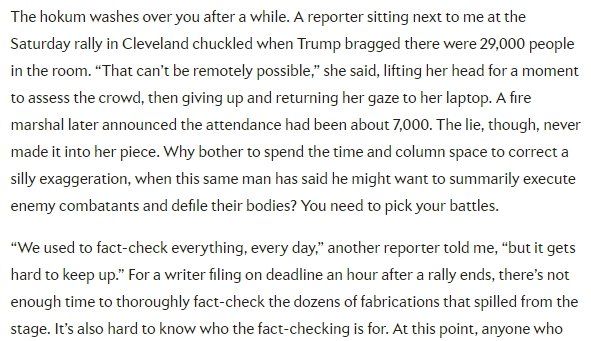 The hokum washes over you after a while. A reporter sitting next to me at the
Saturday rally in Cleveland chuckled when Trump bragged there were 29,000 people
in the room. “That can’t be remotely possible,” she said, lifting her head for a moment
to assess the crowd, then giving up and returning her gaze to her laptop. A fire
marshal later announced the attendance had been about 7,000. The lie, though, never
made it into her piece. Why bother to spend the time and column space to correct a
silly exaggeration, when this same man has said he might want to summarily execute
enemy combatants and defile their bodies? You need to pick your battles.
“We used to fact-check everything, every day,” another reporter told me, “but it gets
hard to keep up.” For a writer filing on deadline an hour after a rally ends, there’s not
enough time to thoroughly fact-check the dozens of fabrications that spilled from the
stage. It’s also hard to know who the fact-checking is for. At this point, anyone who